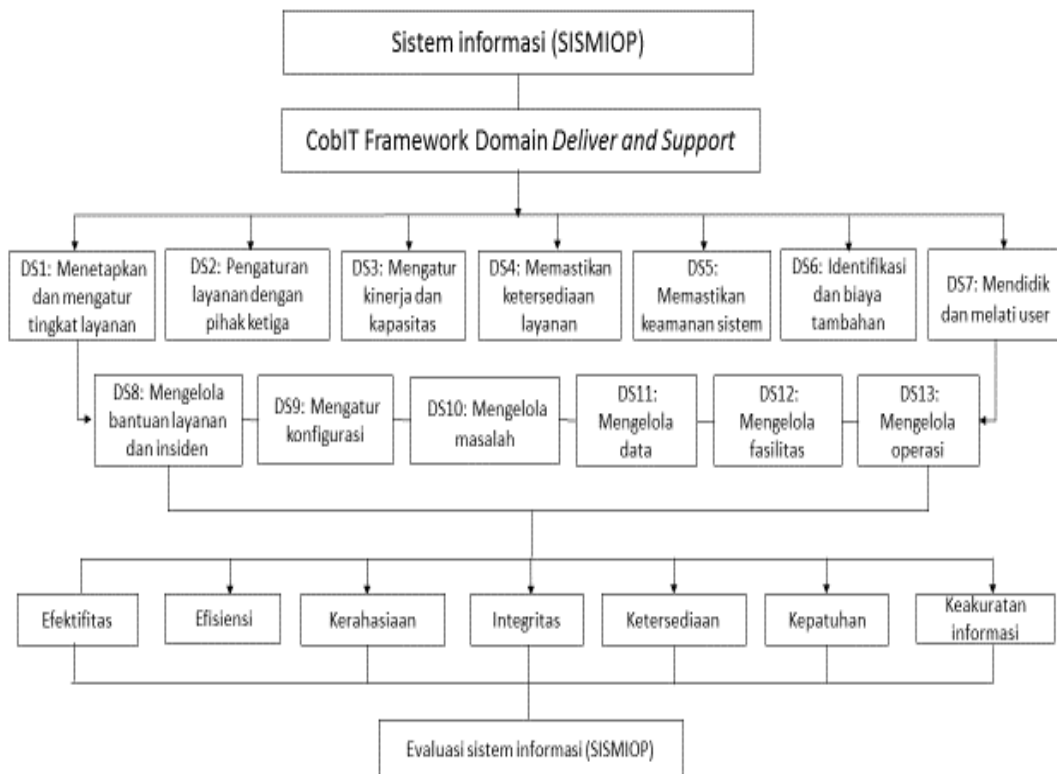 Sistem informasi (SISMIOP)
CobIT Framework Domain Deliver and Support
DS1: Menetapkan
dan mengatur
tingkat layanan
DS2: Pengaturan
layanan dengan
pihak ketiga
DS3: Mengatur
kinerja dan
kapasitas
DS4: Memastikan
ketersediaan
layanan
DS5:
Memastikan
keamanan sistem
DS6: Identifikasi
dan biaya
tambahan
DS7: Mendidik
dan melati user
DS8: Mengelola
bantuan layanan
dan insiden
DS9: Mengatur
konfigurasi
DS10: Mengelola
masalah
DS11:
Mengelola
data
DS12:
Mengelola
fasilitas
DS13:
Mengelola
operasi
Efektifitas
Efisiensi
Kerahasiaan
Integritas
Ketersediaan
Kepatuhan
Keakuratan
informasi
Evaluasi sistem informasi (SISMIOP)